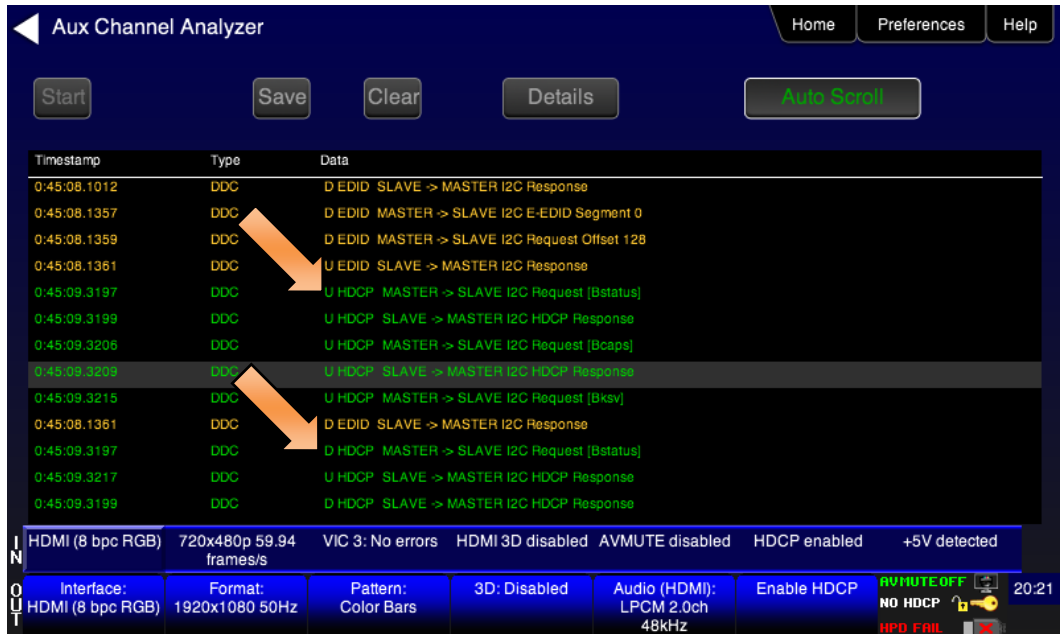 Aux Channel Analyzer
Home Preferences Help
Start Save Clear Details Auto Scroll
Timestamp Type Data
0:45:08.1012 DDC D EDID SLAVE -> MASTER I2C Response
0:45:08.1357 DDC D EDID MASTER -> SLAVE I2C E-EDID Segment 0
0:45:08.1359 DDC D EDID MASTER -> SLAVE I2C Request Offset 128
0:45:08.1361 DDC U EDID SLAVE -> MASTER I2C Response
0:45:09.3197 DDC U HDCP MASTER -> SLAVE I2C Request [Bstatus]
0:45:09.3199 DDC U HDCP SLAVE -> MASTER I2C HDCP Response
0:45:09.3206 DDC U HDCP MASTER -> SLAVE I2C Request [Bcaps]
0:45:09.3209 DDC U HDCP SLAVE -> MASTER I2C HDCP Response
0:45:09.3215 DDC U HDCP MASTER -> SLAVE I2C Request [Bksv]
0:45:08.1361 DDC D EDID SLAVE -> MASTER I2C Response
0:45:09.3197 DDC D HDCP MASTER -> SLAVE I2C Request [Bstatus]
0:45:09.3217 DDC U HDCP SLAVE -> MASTER I2C HDCP Response
0:45:09.3199 DDC D HDCP SLAVE -> MASTER I2C HDCP Response
IN HDMI (8 bpc RGB) 720x480p 59.94 VIC 3: No errors HDMI 3D disabled AVMUTE disabled HDCP enabled +5V detected
frames/s
OUT Interface: Format: Pattern: 3D: Disabled Audio (HDMI): Enable HDCP AVMUTE OFF 20:21
HDMI (8 bpc RGB) 1920x1080 50Hz Color Bars LPCM 2.0ch NO HDCP
48kHz HPD FAIL